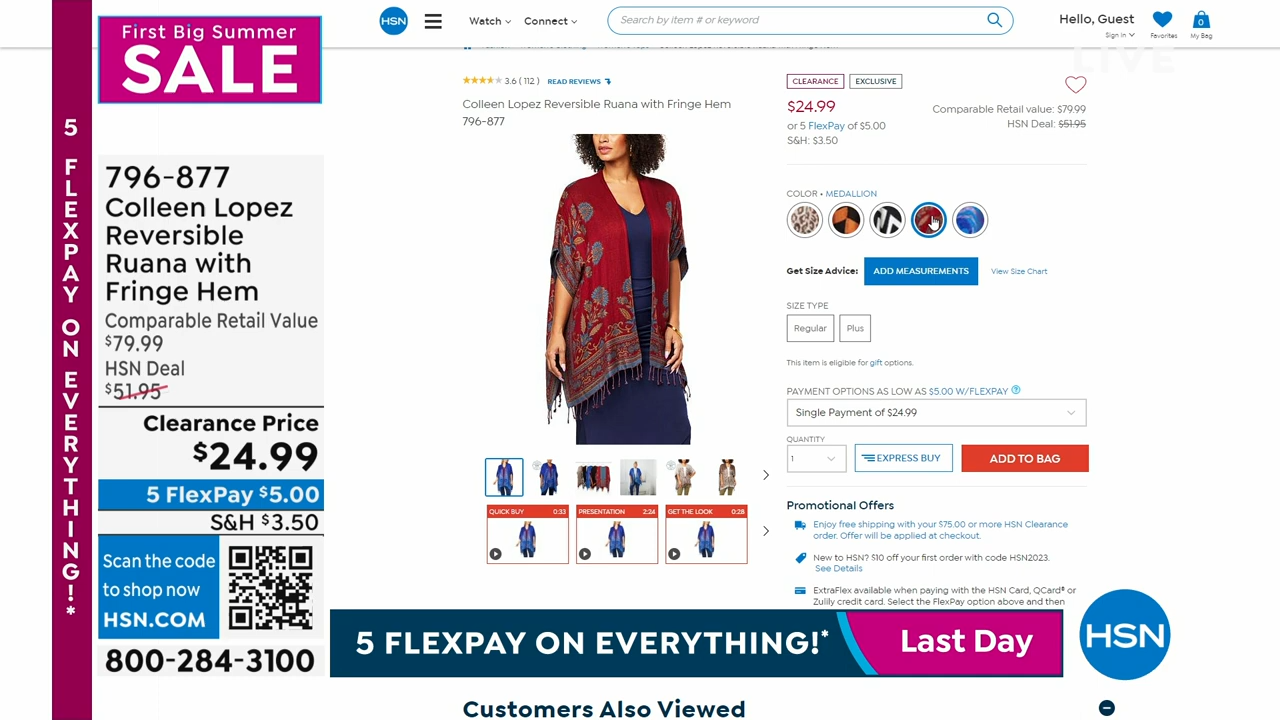 First Big Summer
SALE
5 FLEXPAY ON EVERYTHING!*
796-877
Colleen Lopez
Reversible
Ruana with
Fringe Hem
Comparable Retail Value
$79.99
HSN Deal
$51.95
Clearance Price
$24.99
5 FlexPay $5.00
S&H $3.50
Scan the code
to shop now
HSN.COM
800-284-3100
HSN
Watch
Connect
Search by item # or keyword
Hello, Guest
Sign In
Favorites
0
My Bag
LIVE
3.6 (112) READ REVIEWS
Colleen Lopez Reversible Ruana with Fringe Hem
796-877
CLEARANCE
EXCLUSIVE
$24.99
or 5 FlexPay of $5.00
S&H: $3.50
Comparable Retail value: $79.99
HSN Deal: $51.95
COLOR • MEDALLION
Get Size Advice: ADD MEASUREMENTS View Size Chart
SIZE TYPE
Regular
Plus
This item is eligible for gift options.
PAYMENT OPTIONS AS LOW AS $5.00 W/FLEXPAY
Single Payment of $24.99
QUANTITY
1
EXPRESS BUY
ADD TO BAG
QUICK BUY 0:33
PRESENTATION 2:24
GET THE LOOK 0:28
Promotional Offers
Enjoy free shipping with your $75.00 or more HSN Clearance
order. Offer will be applied at checkout.
New to HSN? $10 off your first order with code HSN2023.
See Details
ExtraFlex available when paying with the HSN Card, QCard® or
Zulily credit card. Select the FlexPay option above and then
5 FLEXPAY ON EVERYTHING!*
Last Day
HSN
Customers Also Viewed